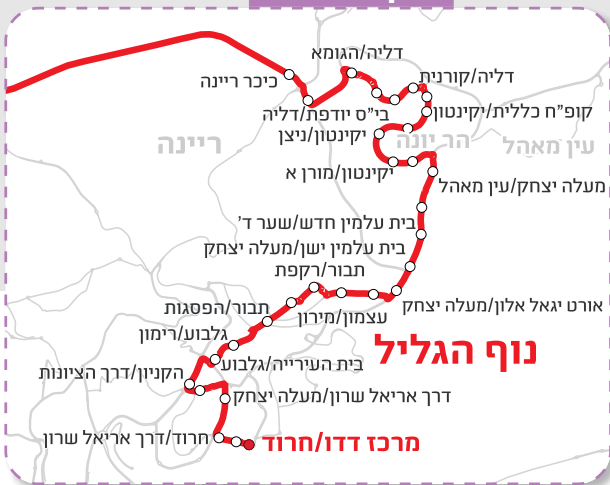 דליה/הגומא
דליה/קורנית
כיכר ריינה
קופ״ח כללית/יקינטון
בי״ס יודפת/דליה
יקינטון/ניצן
הר יונה
עין מאהל
ריינה
יקינטון/מורן א
מעלה יצחק/עין מאהל
בית עלמין חדש/שער ד׳
בית עלמין ישן/מעלה יצחק
תבור/רקפת
אורט יגאל אלון/מעלה יצחק
תבור/הפסגות
עצמון/מירון
גלבוע/רימון
נוף הגליל
בית העירייה/גלבוע
הקניון/דרך הציונות
דרך אריאל שרון/מעלה יצחק
חרוד/דרך אריאל שרון
מרכז דדו/חרוד